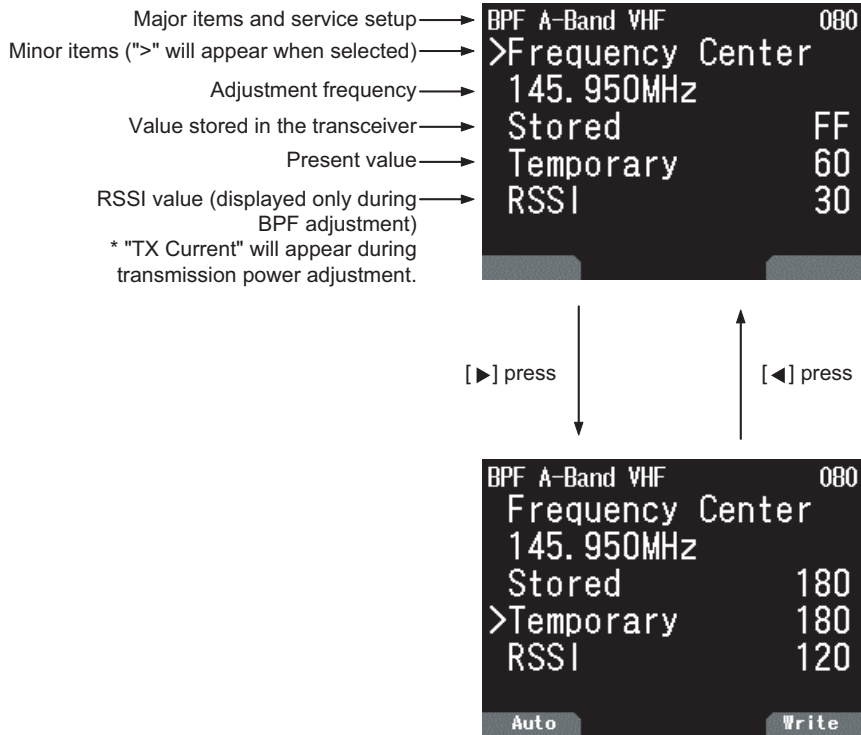 Major items and service setup
Minor items (">" will appear when selected)
Adjustment frequency
Value stored in the transceiver
Present value
RSSI value (displayed only during
BPF adjustment)
* "TX Current" will appear during
transmission power adjustment.
BPF A-Band VHF 080
>Frequency Center
145.950MHz
Stored FF
Temporary 60
RSSI 30
[▶] press
[◀] press
BPF A-Band VHF 080
Frequency Center
145.950MHz
Stored 180
>Temporary 180
RSSI 120
Auto Write